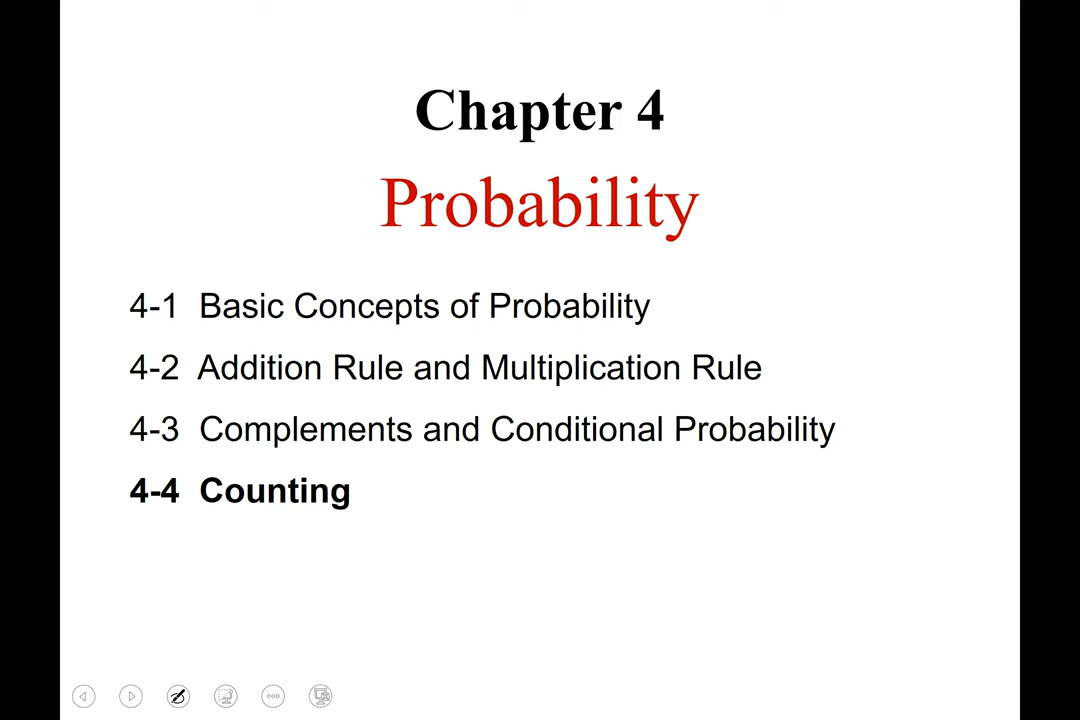 Chapter 4
Probability
4-1 Basic Concepts of Probability
4-2 Addition Rule and Multiplication Rule
4-3 Complements and Conditional Probability
4-4 Counting